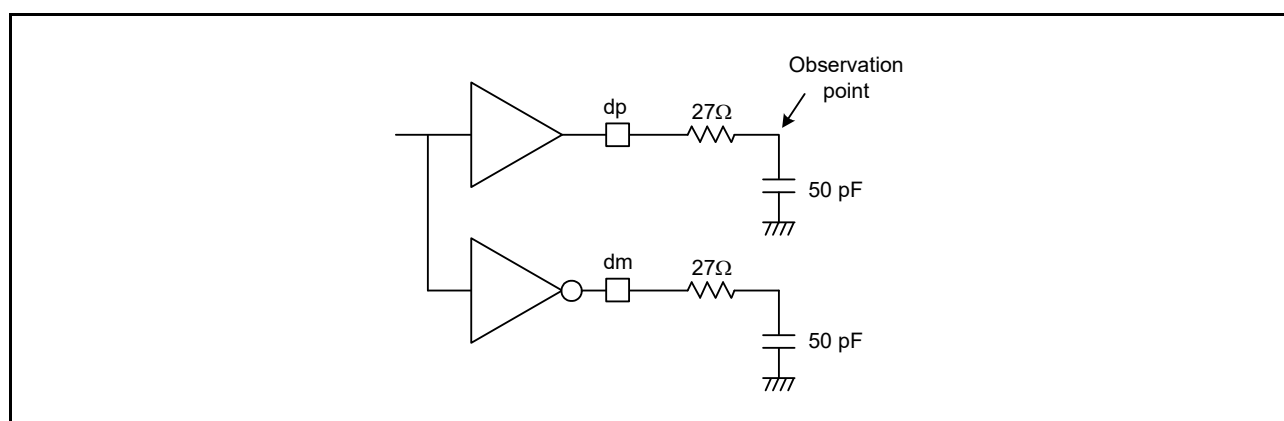 Observation
point
dp
27Ω
50 pF
dm
27Ω
50 pF